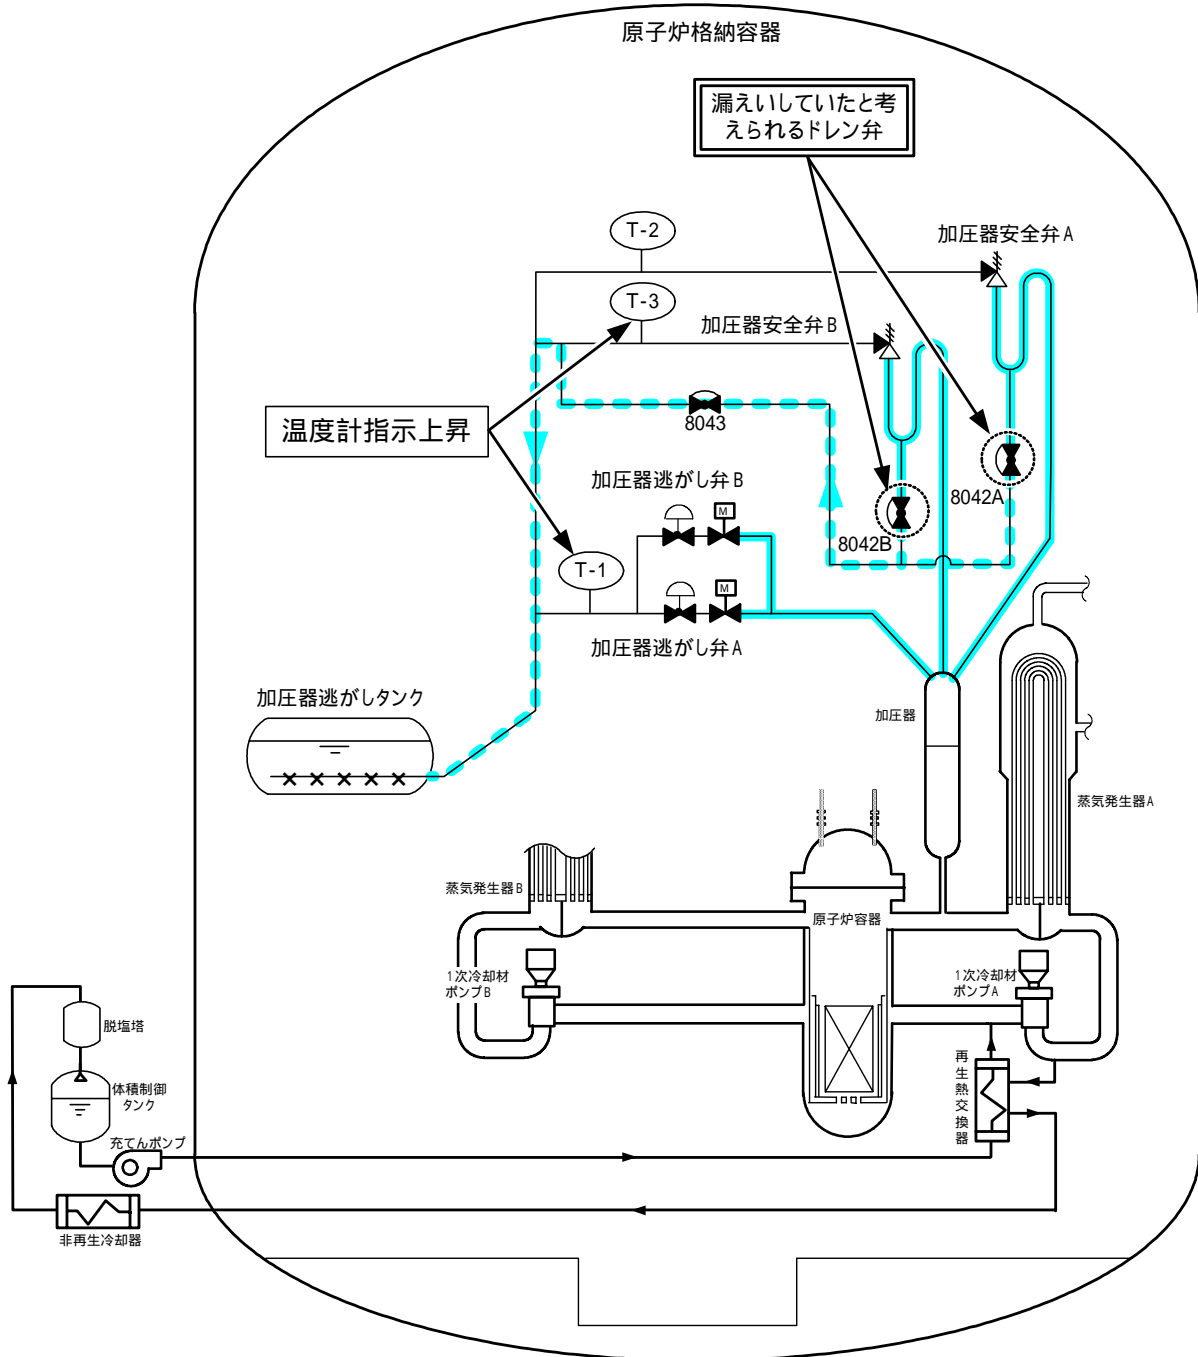 原子炉格納容器
漏えいしていたと考
えられるドレン弁
T-2
加圧器安全弁A
T-3
加圧器安全弁B
温度計指示上昇
8043
加圧器逃がし弁B
8042A
M
8042B
T-1
M
加圧器逃がし弁A
加圧器逃がしタンク
加圧器
蒸気発生器A
蒸気発生器B
原子炉容器
1次冷却材
ポンプB
1次冷却材
ポンプA
脱塩塔
再生熱交換器
体積制御
タンク
充てんポンプ
非再生冷却器